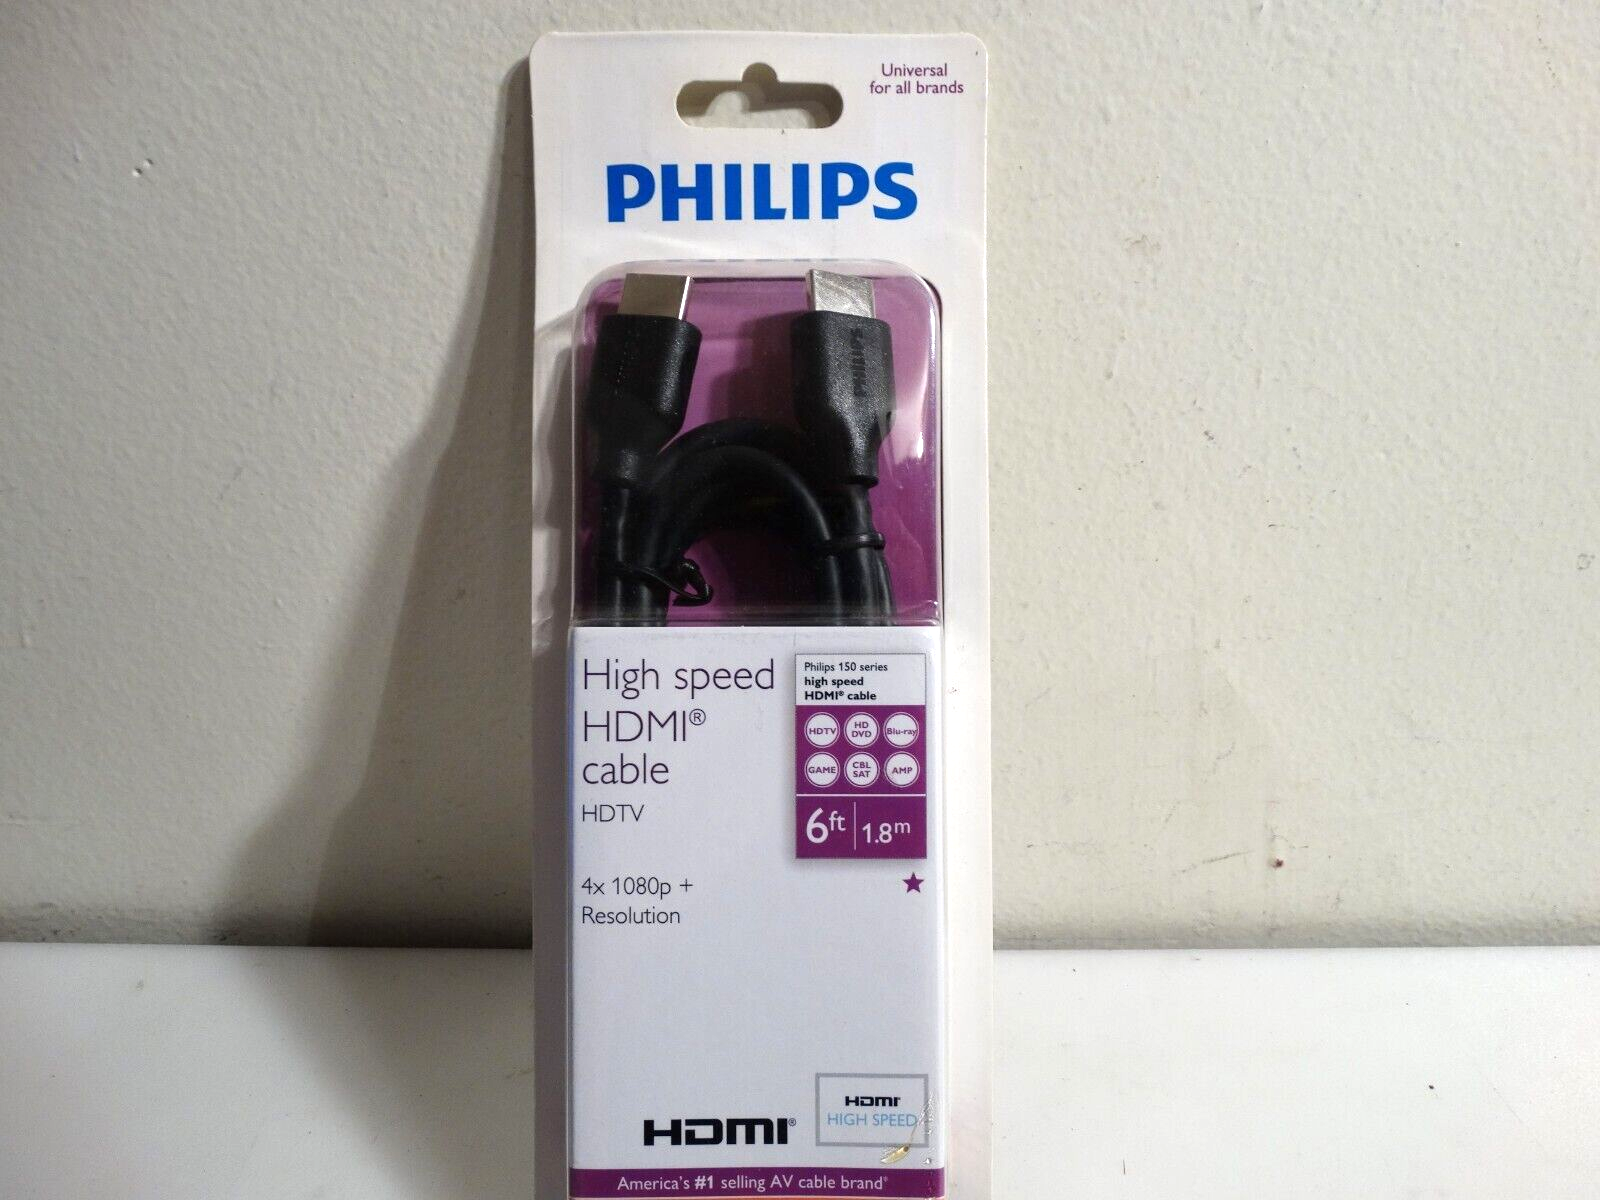 Universal
for all brands
PHILIPS
PHILIPS
High speed
HDMI®
cable
HDTV
4x 1080p +
Resolution
Philips 150 series
high speed
HDMI® cable
HDTV
HD
DVD
Blu-ray
GAME
CBL
SAT
AMP
6ft
1.8m
HDMI®
HDMI
HIGH SPEED
America's #1 selling AV cable brand*